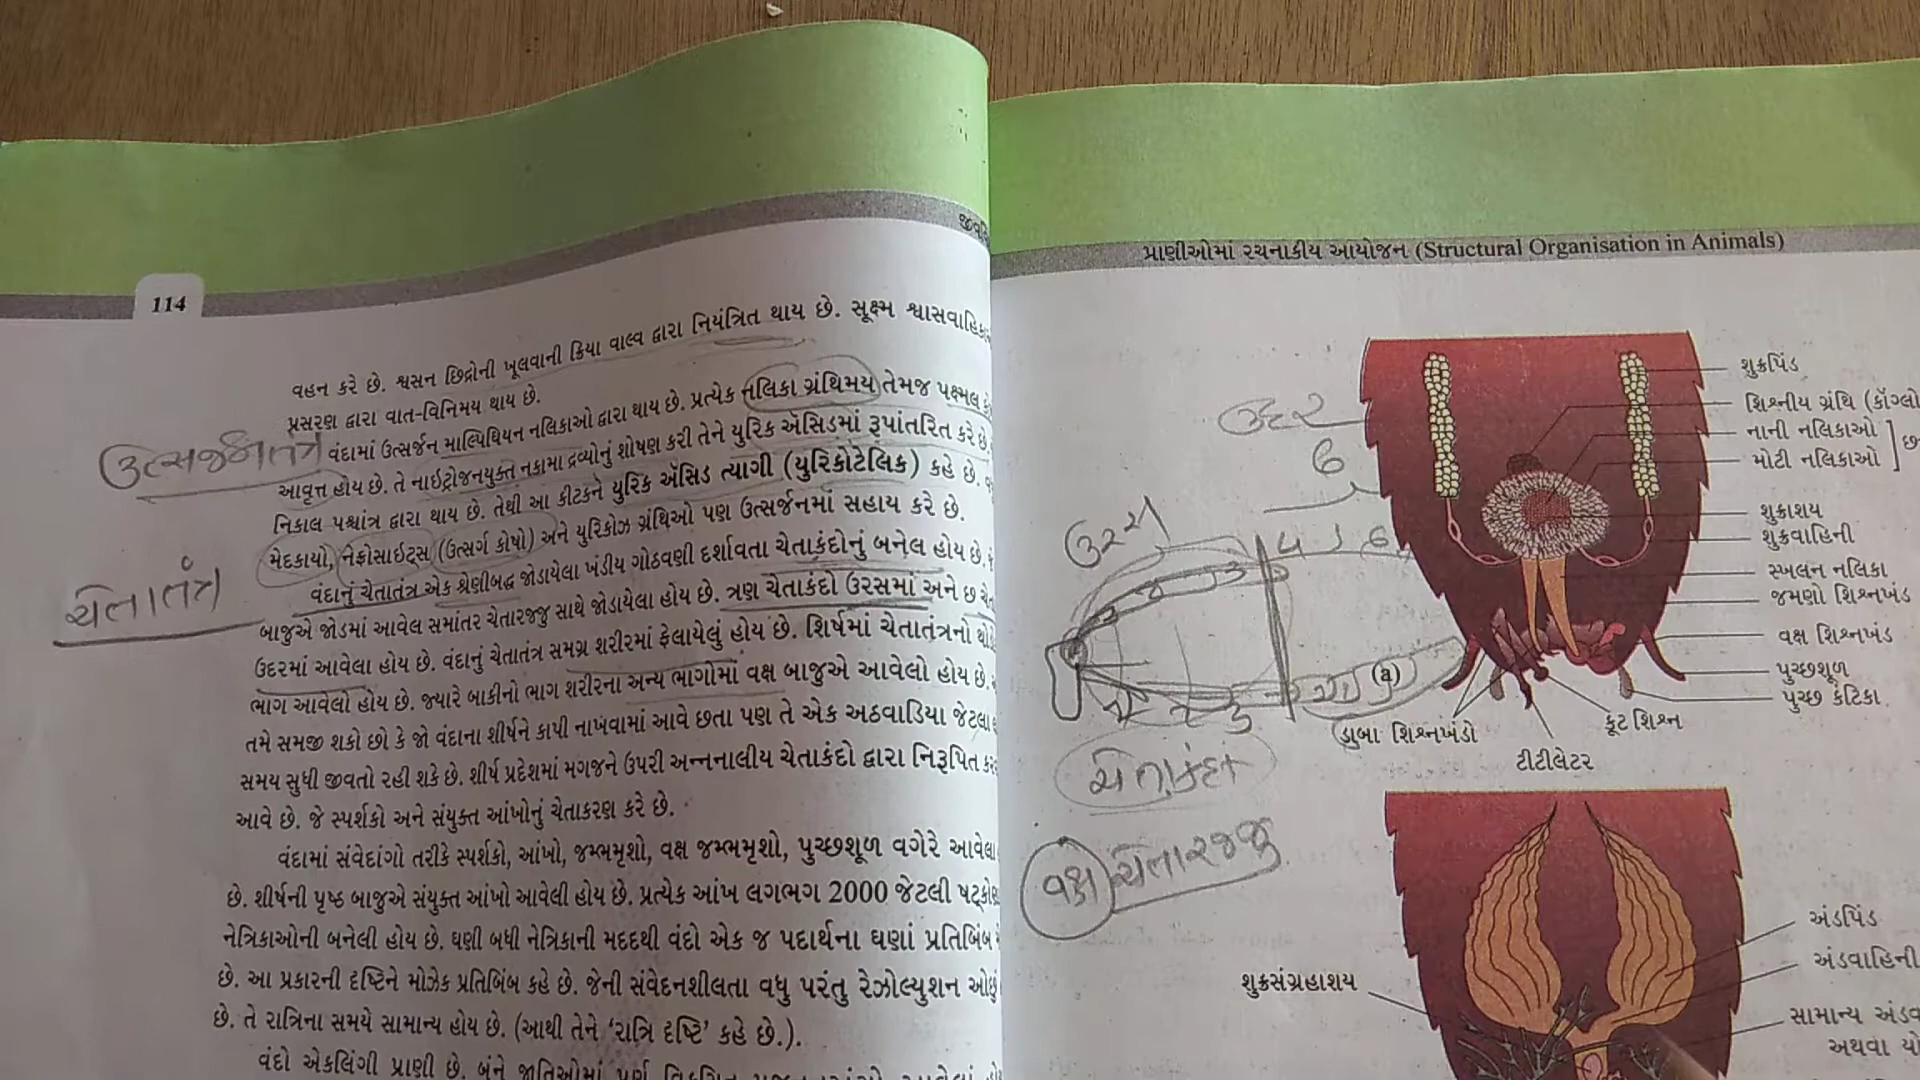 114
વહન કરે છે. શ્વસન છિદ્રોની ખૂલવાની ક્રિયા વાલ્વ દ્વારા નિયંત્રિત થાય છે. સૂક્ષ્મ
પ્રસરણ દ્વારા વાત-વિનિમય થાય છે.
ઉત્સર્જનતંત્ર
વંદામાં ઉત્સર્જન માલ્પિઘિયન નલિકાઓ દ્વારા થાય છે. પ્રત્યેક નલિકા ગ્રંથિમય તેમજ પક્ષ્મલ
આવૃત્ત હોય છે. તે નાઇટ્રોજનયુક્ત નકામા દ્રવ્યોનું શોષણ કરી તેને યુરિક ઍસિડમાં રૂપાંતરિત કરે છે.
નિકાલ પશ્ચાંત્ર દ્વારા થાય છે. તેથી આ કીટકને યુરિક ઍસિડ ત્યાગી (યુરિકોટેલિક) કહે છે.
મેદકાયો, નેફ્રોસાઈટ્સ (ઉત્સર્ગ કોષો) અને યુરિકોઝ ગ્રંથિઓ પણ ઉત્સર્જનમાં સહાય કરે છે.
ચેતાતંત્ર
વંદાનું ચેતાતંત્ર એક શ્રેણીબદ્ધ જોડાયેલા ખંડીય ગોઠવણી દર્શાવતા ચેતાકંદોનું બનેલ હોય છે.
બાજુએ જોડમાં આવેલ સમાંતર ચેતારજ્જુ સાથે જોડાયેલા હોય છે. ત્રણ ચેતાકંદો ઉરસમાં અને છ
ઉદરમાં આવેલા હોય છે. વંદાનું ચેતાતંત્ર સમગ્ર શરીરમાં ફેલાયેલું હોય છે. શિર્ષમાં ચેતાતંત્રનો
ભાગ આવેલો હોય છે. જ્યારે બાકીનો ભાગ શરીરના અન્ય ભાગોમાં વક્ષ બાજુએ આવેલો હોય છે.
તમે સમજી શકો છો કે જો વંદાના શીર્ષને કાપી નાખવામાં આવે છતા પણ તે એક અઠવાડિયા જેટલા
સમય સુધી જીવતો રહી શકે છે. શીર્ષ પ્રદેશમાં મગજને ઉપરી અન્નનાલીય ચેતાકંદો દ્વારા નિરૂપિત
આવે છે. જે સ્પર્શકો અને સંયુક્ત આંખોનું ચેતાકરણ કરે છે.
વંદામાં સંવેદાંગો તરીકે સ્પર્શકો, આંખો, જમ્ભમૃશો, વક્ષ જમ્ભમૃશો, પુચ્છશૂળ વગેરે આવેલા
છે. શીર્ષની પૃષ્ઠ બાજુએ સંયુક્ત આંખો આવેલી હોય છે. પ્રત્યેક આંખ લગભગ 2000 જેટલી
નેત્રિકાઓની બનેલી હોય છે. ઘણી બધી નેત્રિકાની મદદથી વંદો એક જ પદાર્થના ઘણાં પ્રતિબિંબ
છે. આ પ્રકારની દૃષ્ટિને મોઝેક પ્રતિબિંબ કહે છે. જેની સંવેદનશીલતા વધુ પરંતુ રેઝોલ્યુશન
છે. તે રાત્રિના સમયે સામાન્ય હોય છે. (આથી તેને ‘રાત્રિ દૃષ્ટિ’ કહે છે.).
વંદો એકલિંગી પ્રાણી છે.
પ્રાણીઓમાં રચનાકીય આયોજન (Structural Organisation in Animals)
શુક્રપિંડ
શિશ્નીય ગ્રંથિ
નાની નલિકાઓ
મોટી નલિકાઓ
શુક્રાશય
શુક્રવાહિની
સ્ખલન નલિકા
જમણો શિશ્નખંડ
વક્ષ શિશ્નખંડ
પુચ્છશૂળ
પુચ્છ કંટિકા
કૂટ શિશ્ન
ટીટીલેટર
ડાબા શિશ્નખંડો
(a)
ઉદર
6
ઉરસ
ચેતાકંદ
વક્ષ ચેતારજ્જુ
અંડપિંડ
અંડવાહિની
શુક્રસંગ્રહાશય
સામાન્ય
અથવા